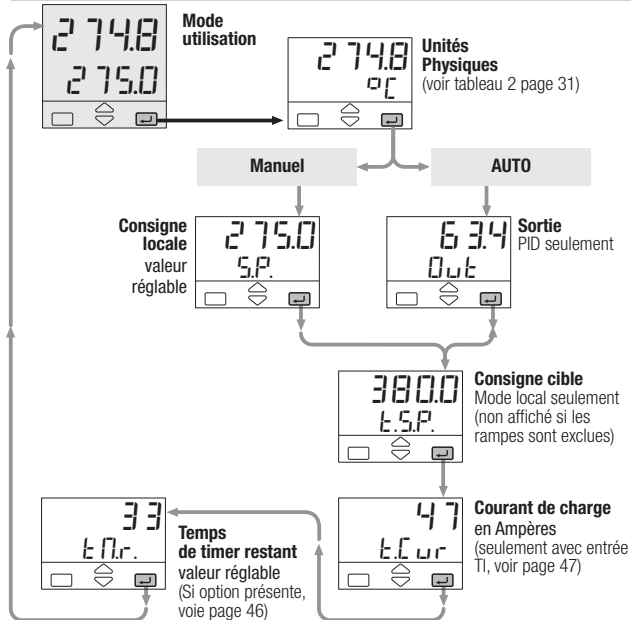 274.8
275.0
Mode
utilisation
274.8
°C
Unités
Physiques
(voir tableau 2 page 31)
Manuel
AUTO
Consigne
locale
valeur
réglable
275.0
S.P.
63.4
Out
Sortie
PID seulement
380.0
t.S.P.
Consigne cible
Mode local seulement
(non affiché si les
rampes sont exclues)
33
t.M.r.
Temps
de timer restant
valeur réglable
(Si option présente,
voie page 46)
47
t.Cur
Courant de charge
en Ampères
(seulement avec entrée
TI, voir page 47)